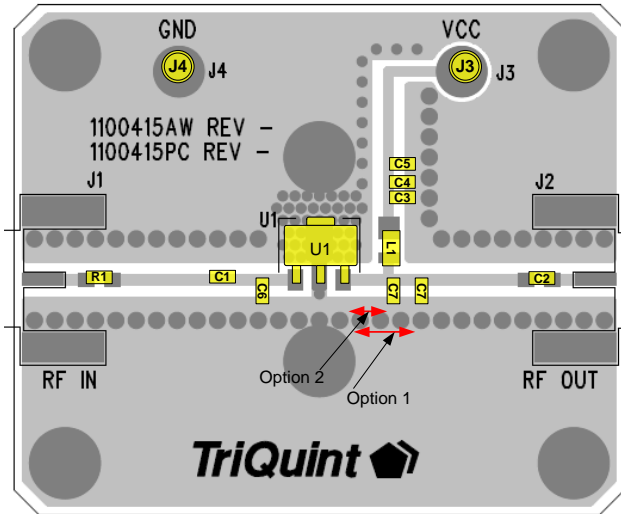 GND
VCC
J4
J4
J3
J3
1100415AW REV -
1100415PC REV -
C5
C4
C3
J1
J2
U1
U1
L1
R1
C1
C6
C7
C7
C2
Option 2
Option 1
RF IN
RF OUT
TriQuint